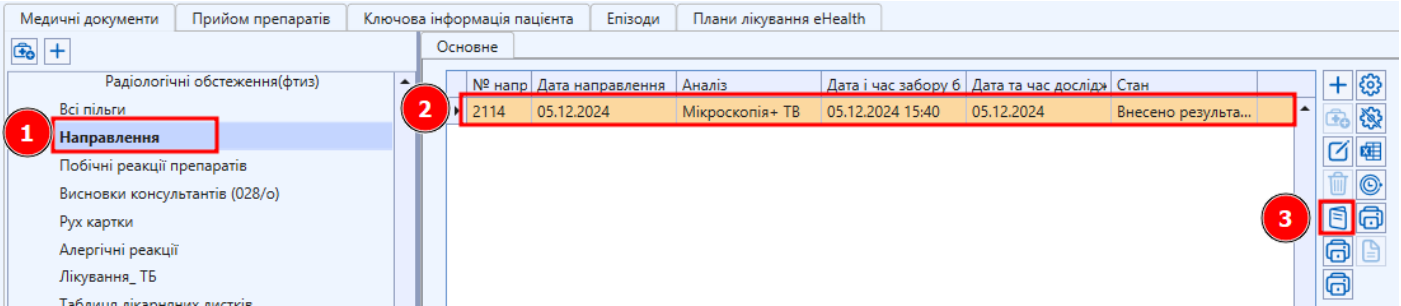 Медичні документи Прийом препаратів Ключова інформація пацієнта Епізоди Плани лікування eHealth
Основне
Радіологічні обстеження(фтиз)
Всі пільги
1 Направлення
Побічні реакції препаратів
Висновки консультантів (028/о)
Рух картки
Алергічні реакції
Лікування_ ТБ
Таблиця лікарняних листків
№ напр Дата направлення Аналіз Дата і час забору б Дата та час дослідж Стан
2 2114 05.12.2024 Мікроскопія+ ТВ 05.12.2024 15:40 05.12.2024 Внесено результа...
3